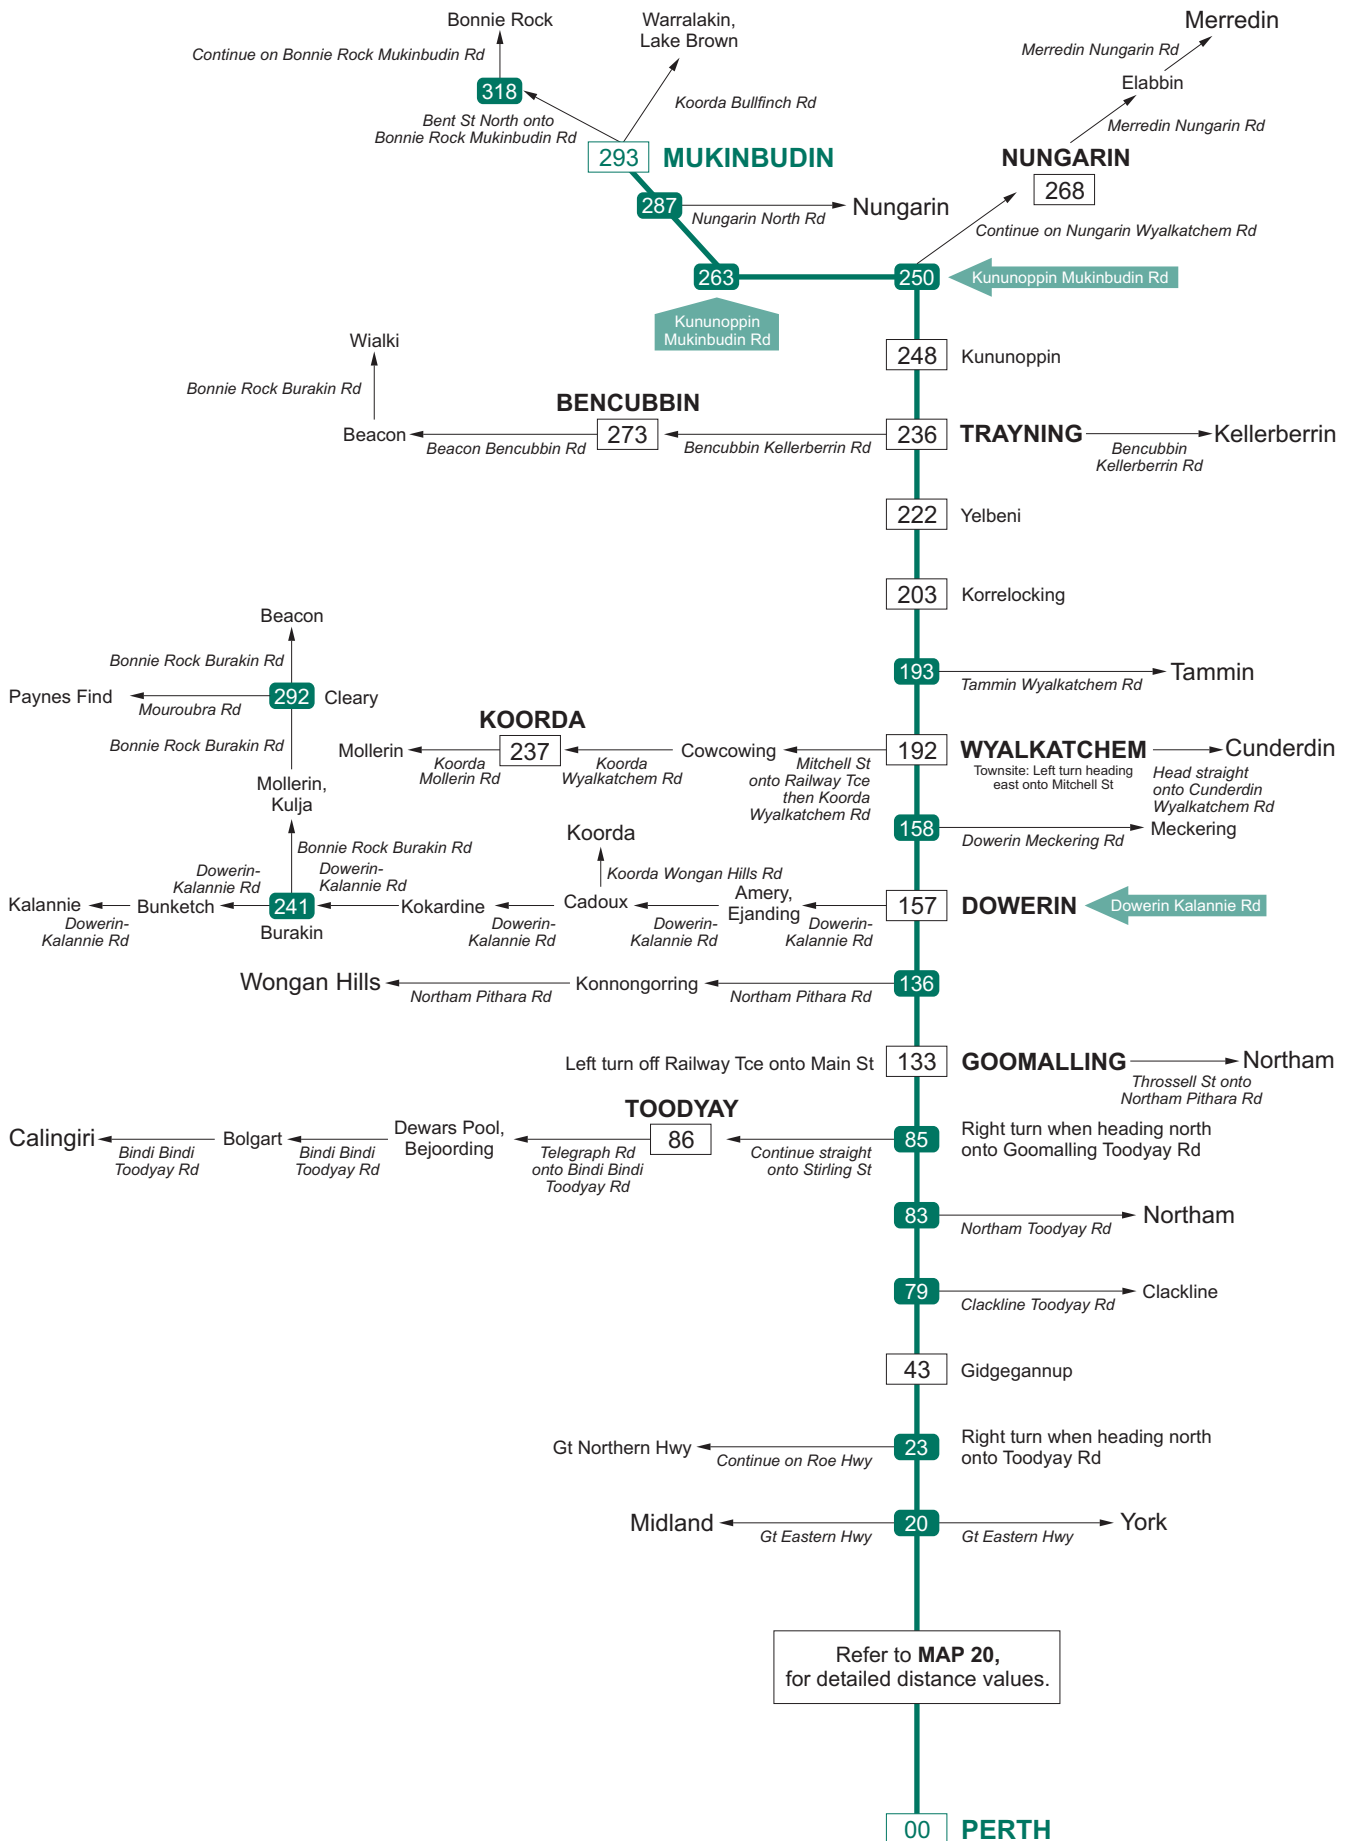 Bonnie Rock
Warralakin,
Lake Brown
Merredin
Continue on Bonnie Rock Mukinbudin Rd
Merredin Nungarin Rd
318
Koorda Bullfinch Rd
Elabbin
Bent St North onto
Bonnie Rock Mukinbudin Rd
Merredin Nungarin Rd
293
MUKINBUDIN
NUNGARIN
268
287
Nungarin North Rd
Nungarin
Continue on Nungarin Wyalkatchem Rd
263
250
Kununoppin Mukinbudin Rd
Kununoppin
Mukinbudin Rd
248
Kununoppin
Wialki
Bonnie Rock Burakin Rd
BENCUBBIN
Beacon
Beacon Bencubbin Rd
273
Bencubbin Kellerberrin Rd
236
TRAYNING
Bencubbin
Kellerberrin Rd
Kellerberrin
222
Yelbeni
203
Korrelocking
Beacon
Bonnie Rock Burakin Rd
193
Tammin Wyalkatchem Rd
Tammin
Paynes Find
Mouroubra Rd
292
Cleary
Bonnie Rock Burakin Rd
KOORDA
Mollerin
Koorda
Mollerin Rd
237
Koorda
Wyalkatchem Rd
Cowcowing
Mitchell St
onto Railway Tce
then Koorda
Wyalkatchem Rd
192
WYALKATCHEM
Townsite: Left turn heading
east onto Mitchell St
Cunderdin
Head straight
onto Cunderdin
Wyalkatchem Rd
Mollerin,
Kulja
158
Dowerin Meckering Rd
Meckering
Bonnie Rock Burakin Rd
Koorda
Koorda Wongan Hills Rd
Kalannie
Dowerin-
Kalannie Rd
Bunketch
Dowerin-
Kalannie Rd
241
Burakin
Dowerin-
Kalannie Rd
Kokardine
Dowerin-
Kalannie Rd
Cadoux
Dowerin-
Kalannie Rd
Amery,
Ejanding
Dowerin-
Kalannie Rd
157
DOWERIN
Dowerin Kalannie Rd
Wongan Hills
Northam Pithara Rd
Konnongorring
Northam Pithara Rd
136
Left turn off Railway Tce onto Main St
133
GOOMALLING
Throssell St onto
Northam Pithara Rd
Northam
TOODYAY
Calingiri
Bindi Bindi
Toodyay Rd
Bolgart
Bindi Bindi
Toodyay Rd
Dewars Pool,
Bejoording
Telegraph Rd
onto Bindi Bindi
Toodyay Rd
86
Continue straight
onto Stirling St
85
Right turn when heading north
onto Goomalling Toodyay Rd
83
Northam Toodyay Rd
Northam
79
Clackline Toodyay Rd
Clackline
43
Gidgegannup
Gt Northern Hwy
Continue on Roe Hwy
23
Right turn when heading north
onto Toodyay Rd
Midland
Gt Eastern Hwy
20
Gt Eastern Hwy
York
Refer to MAP 20,
for detailed distance values.
00
PERTH